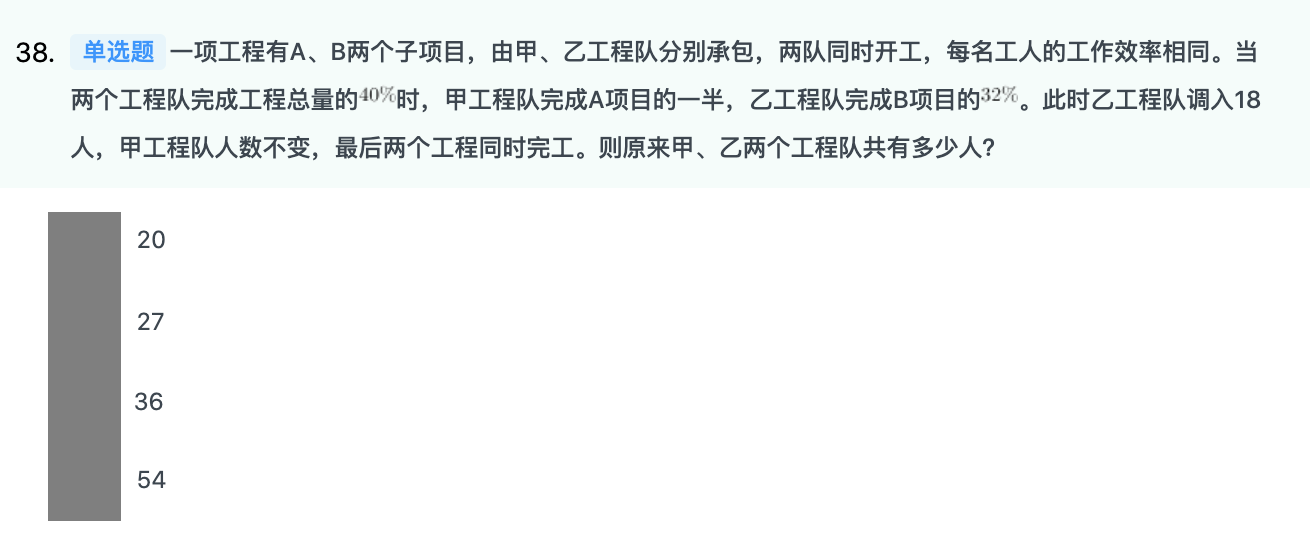 38. 单选题 一项工程有A、B两个子项目，由甲、乙工程队分别承包，两队同时开工，每名工人的工作效率相同。当
两个工程队完成工程总量的40%时，甲工程队完成A项目的一半，乙工程队完成B项目的32%。此时乙工程队调入18
人，甲工程队人数不变，最后两个工程同时完工。则原来甲、乙两个工程队共有多少人？
20
27
36
54